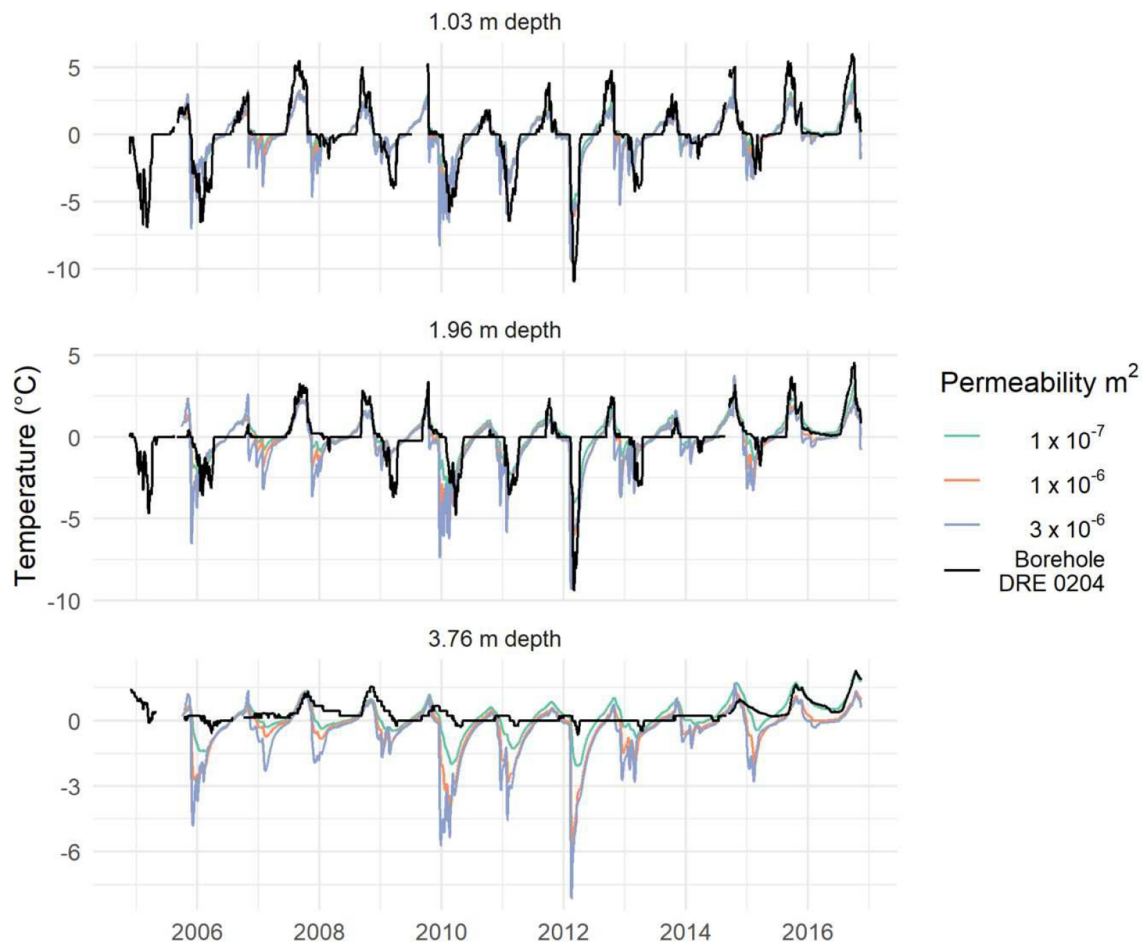 1.03 m depth
5
0
-5
-10
1.96 m depth
5
0
-5
-10
3.76 m depth
0
-3
-6
2006 2008 2010 2012 2014 2016
Temperature (°C)
Permeability m²
1 x 10⁻⁷
1 x 10⁻⁶
3 x 10⁻⁶
Borehole
DRE 0204